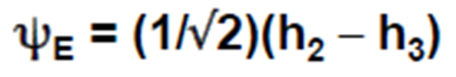 ψE = (1/√2)(h2 – h3)